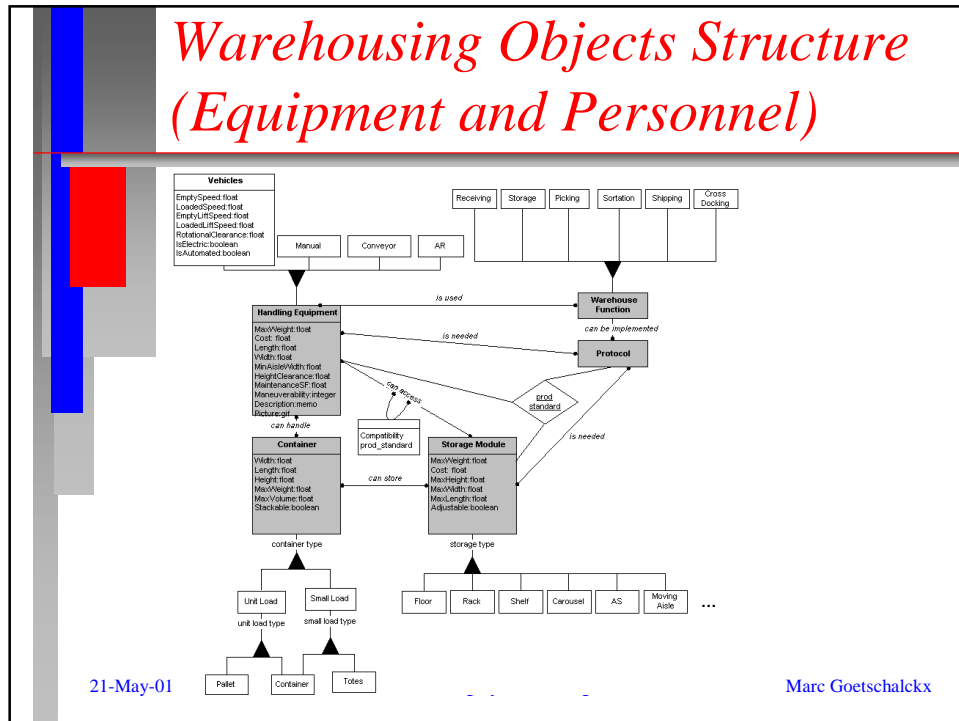 Warehousing Objects Structure
(Equipment and Personnel)
Vehicles
EmptySpeed:float
LoadedSpeed:float
EmptyLiftSpeed:float
LoadedLiftSpeed:float
RotationalClearance:float
IsElectric:boolean
IsAutomated:boolean
Manual
Conveyor
AR
Receiving
Storage
Picking
Sortation
Shipping
Cross
Docking
is used
Warehouse
Function
can be implemented
Protocol
is needed
Handling Equipment
MaxWeight:float
Cost: float
Length:float
Width:float
MinAisleWidth:float
HeightClearance:float
MaintenanceSF:float
Maneuverability:integer
Description:memo
Picture:gif
can access
prod
standard
is needed
can handle
Compatibility
prod_standard
Container
Width:float
Length:float
Height:float
MaxWeight:float
MaxVolume:float
Stackable:boolean
can store
Storage Module
MaxWeight:float
Cost: float
MaxHeight:float
MaxWidth:float
MaxLength:float
Adjustable:boolean
container type
storage type
Unit Load
Small Load
unit load type
small load type
Floor
Rack
Shelf
Carousel
AS
Moving
Aisle
...
Pallet
Container
Totes
21-May-01
Marc Goetschalckx